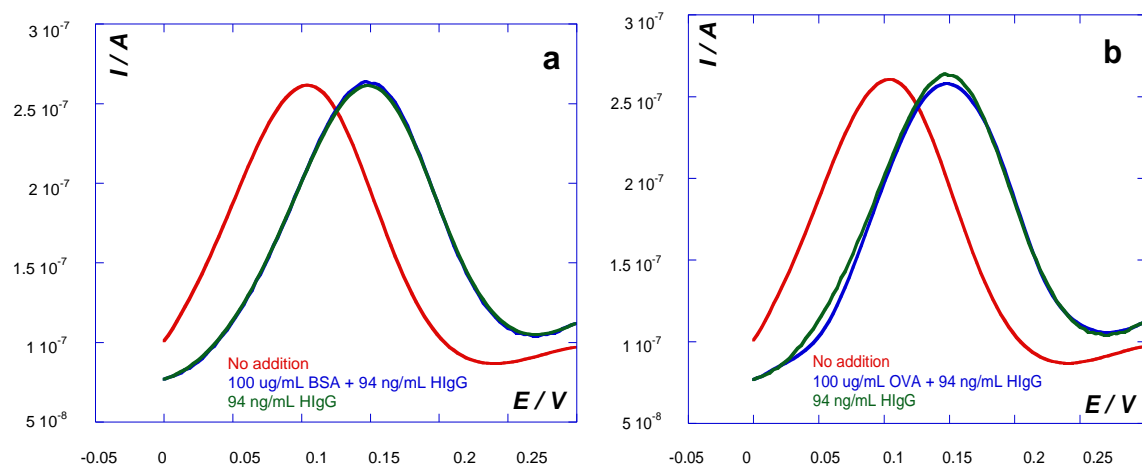 3 10-7
I / A
a
2.5 10-7
2 10-7
1.5 10-7
1 10-7
5 10-8
No addition
100 ug/mL BSA + 94 ng/mL HIgG
94 ng/mL HIgG
E / V
-0.05 0 0.05 0.1 0.15 0.2 0.25
3 10-7
I / A
b
2.5 10-7
2 10-7
1.5 10-7
1 10-7
5 10-8
No addition
100 ug/mL OVA + 94 ng/mL HIgG
94 ng/mL HIgG
E / V
-0.05 0 0.05 0.1 0.15 0.2 0.25